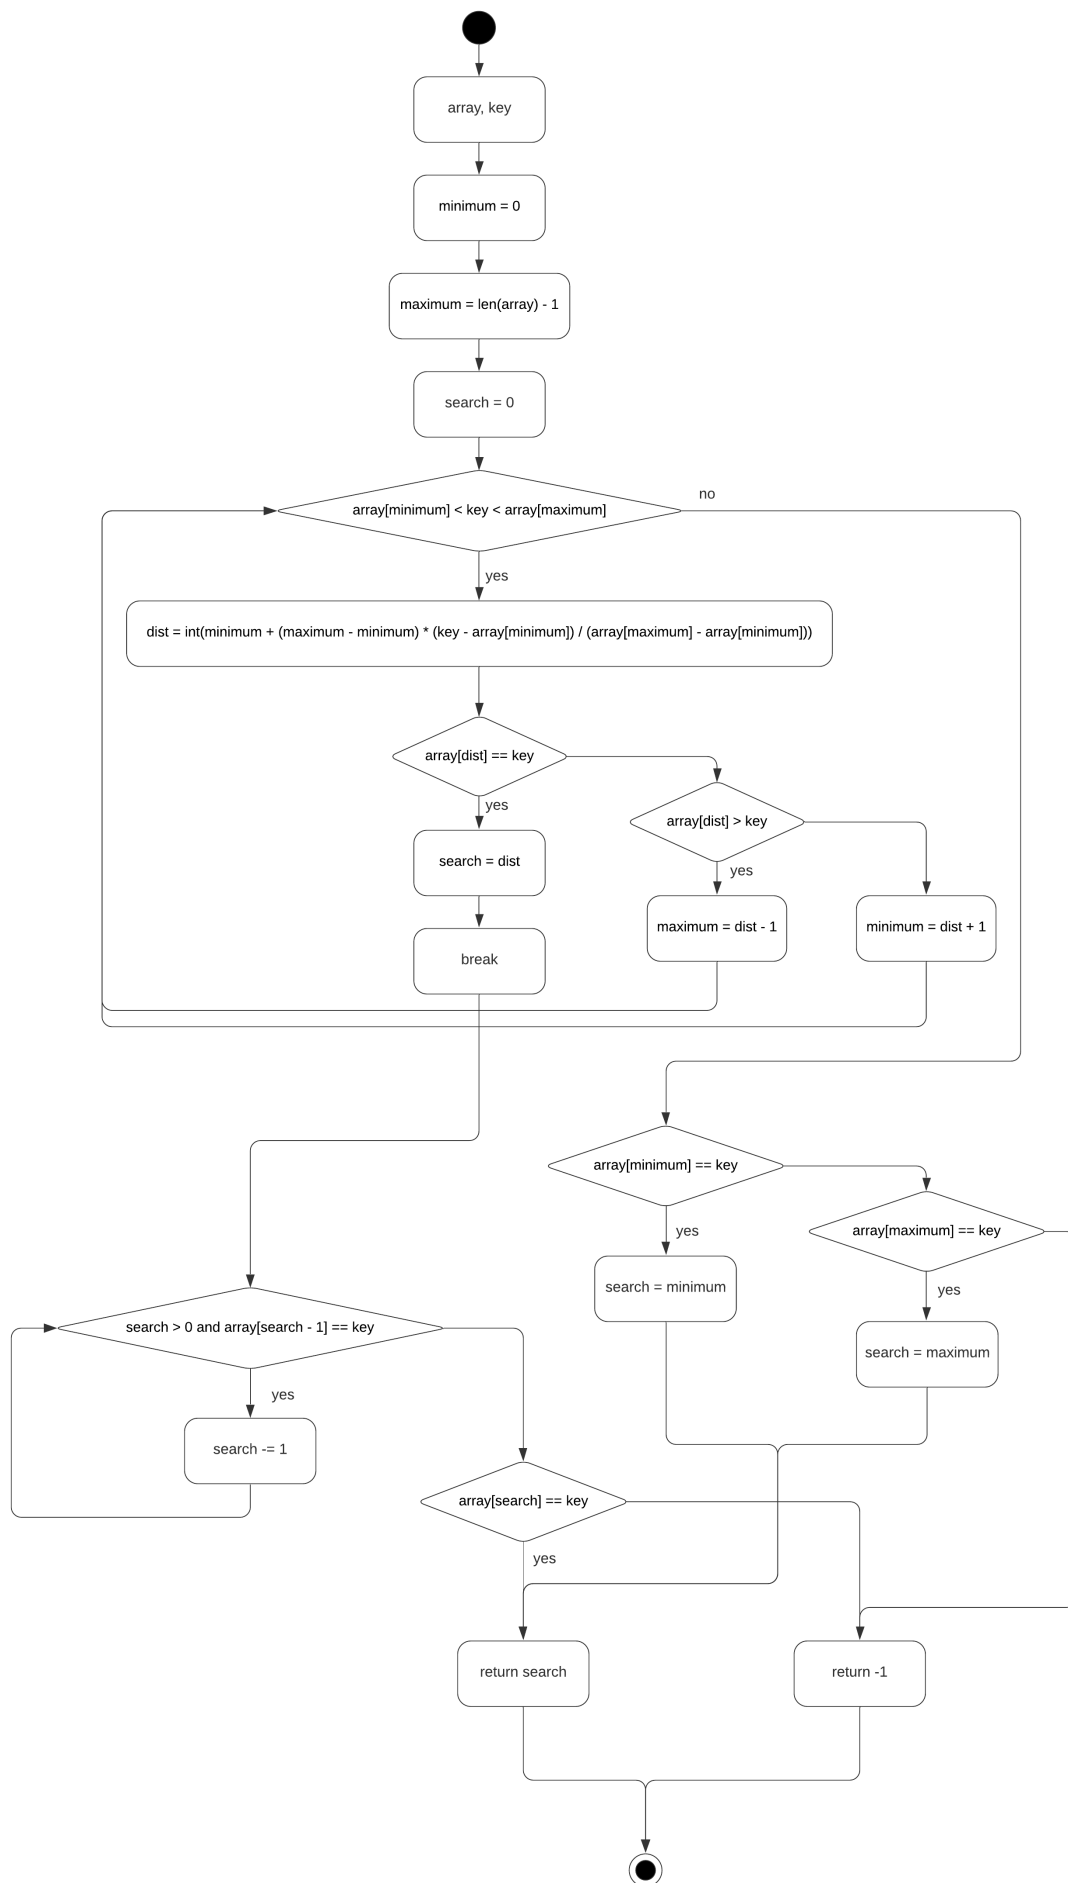 array, key
minimum = 0
maximum = len(array) - 1
search = 0
array[minimum] < key < array[maximum]
no
yes
dist = int(minimum + (maximum - minimum) * (key - array[minimum]) / (array[maximum] - array[minimum]))
array[dist] == key
yes
array[dist] > key
yes
search = dist
maximum = dist - 1
minimum = dist + 1
break
array[minimum] == key
yes
array[maximum] == key
yes
search = minimum
search = maximum
search > 0 and array[search - 1] == key
yes
search -= 1
array[search] == key
yes
return search
return -1